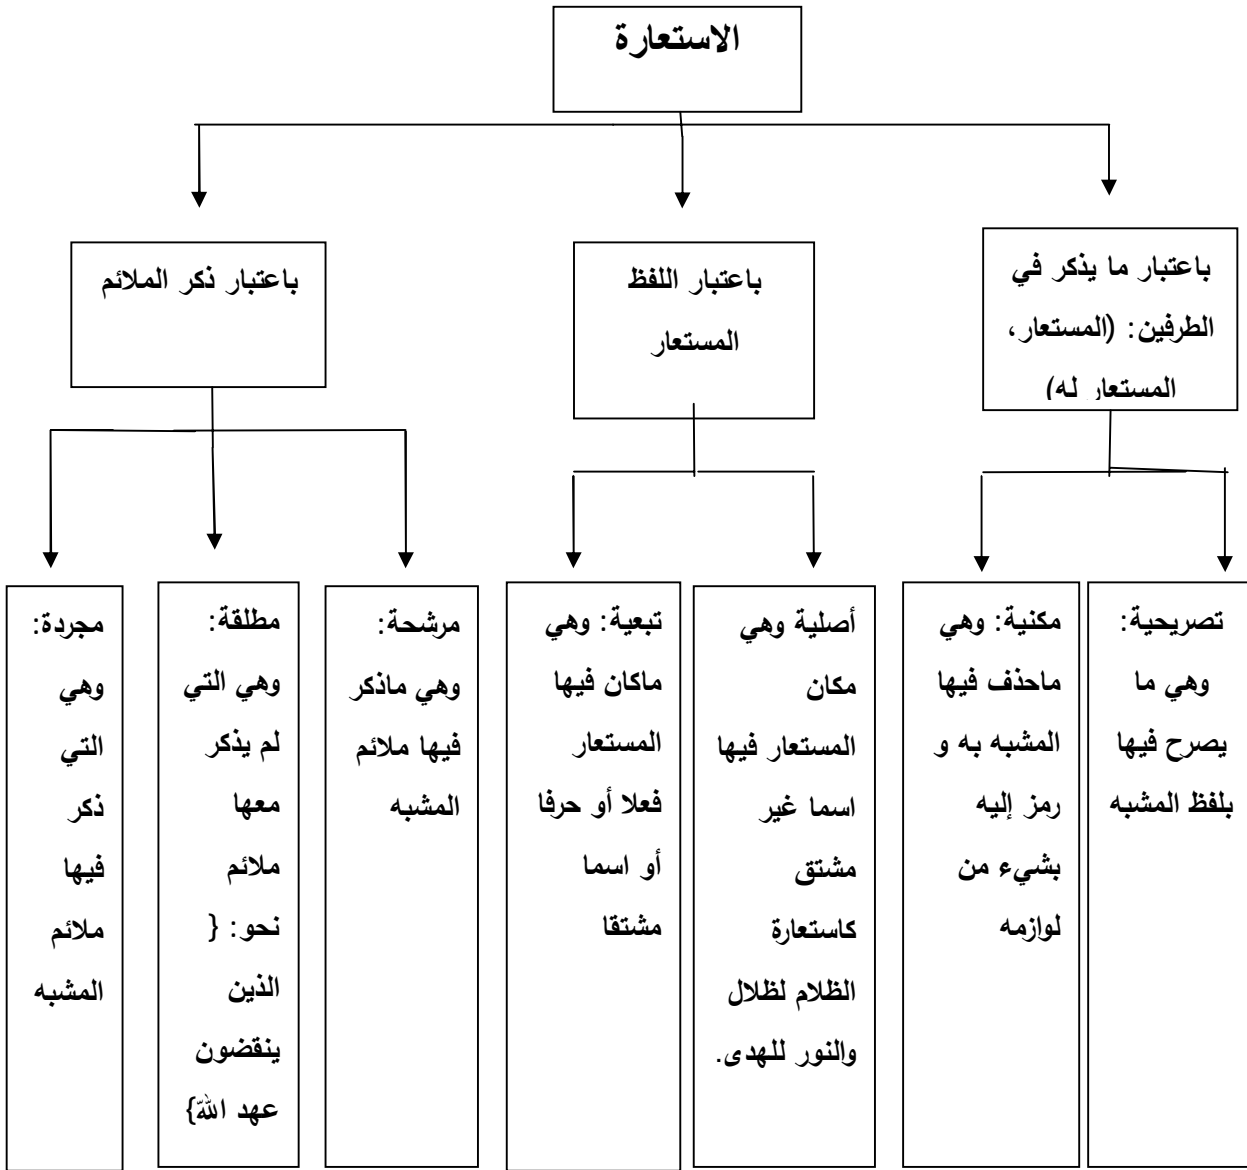 الاستعارة
باعتبار ما يذكر في
الطرفين: (المستعار،
المستعار له)
باعتبار اللفظ
المستعار
باعتبار ذكر الملائم
تصريحية:
وهي ما
يصرح فيها
بلفظ المشبه
مكنية: وهي
ماحذف فيها
المشبه به و
رمز إليه
بشيء من
لوازمه
أصلية وهي
مكان
المستعار فيها
اسما غير
مشتق
كاستعارة
الظلام لظلال
والنور للهدى.
تبعية: وهي
ماكان فيها
المستعار
فعلا أو حرفا
أو اسما
مشتقا
مرشحة:
وهي ماذكر
فيها ملائم
المشبه
مطلقة:
وهي التي
لم يذكر
معها
ملائم
نحو: {
الذين
ينقضون
عهد اللهّ}
مجردة:
وهي
التي
ذكر
فيها
ملائم
المشبه